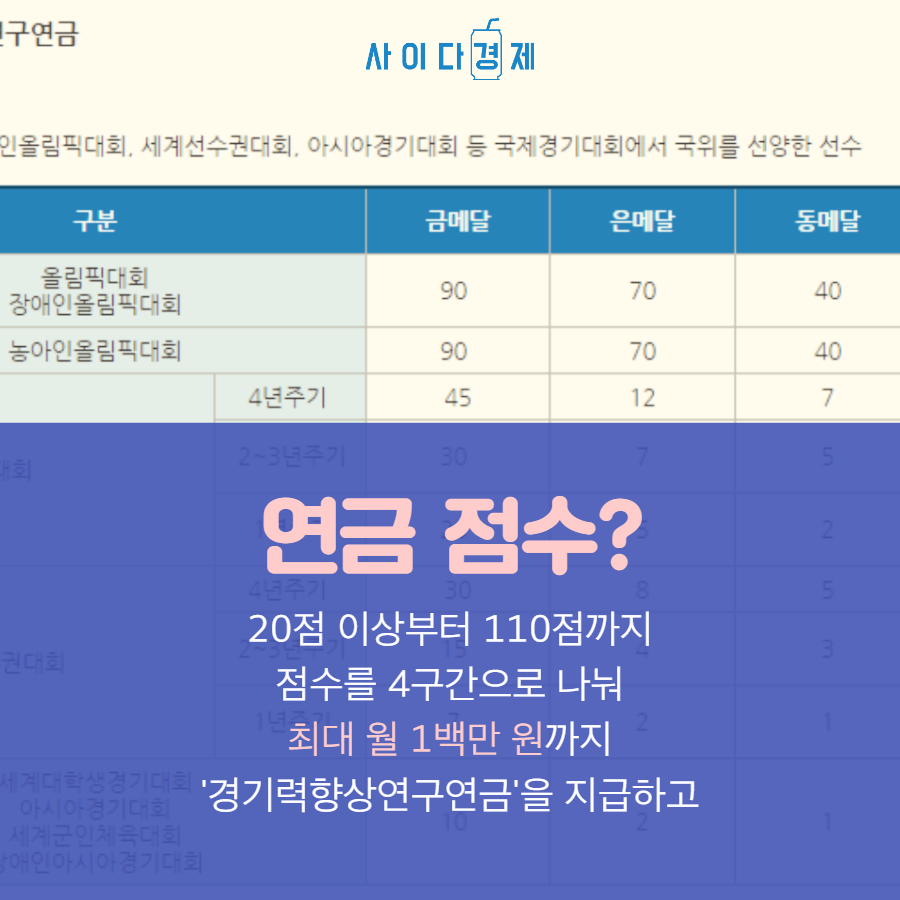 연구연금
사이다경제
인올림픽대회, 세계선수권대회, 아시아경기대회 등 국제경기대회에서 국위를 선양한 선수
구분 금메달 은메달 동메달
올림픽대회
장애인올림픽대회 90 70 40
농아인올림픽대회 90 70 40
4년주기 45 12 7
대회 2~3년주기 30 7 5
2
연금 점수?
4년주기 30 8 5
20점 이상부터 110점까지
권대회 2~3년주기 15 4 3
점수를 4구간으로 나눠
1년주기 2 1
최대 월 1백만 원까지
세계대학생경기대회
아시아경기대회
세계군인체육대회
장애인아시아경기대회 10 2 1
'경기력향상연구연금'을 지급하고